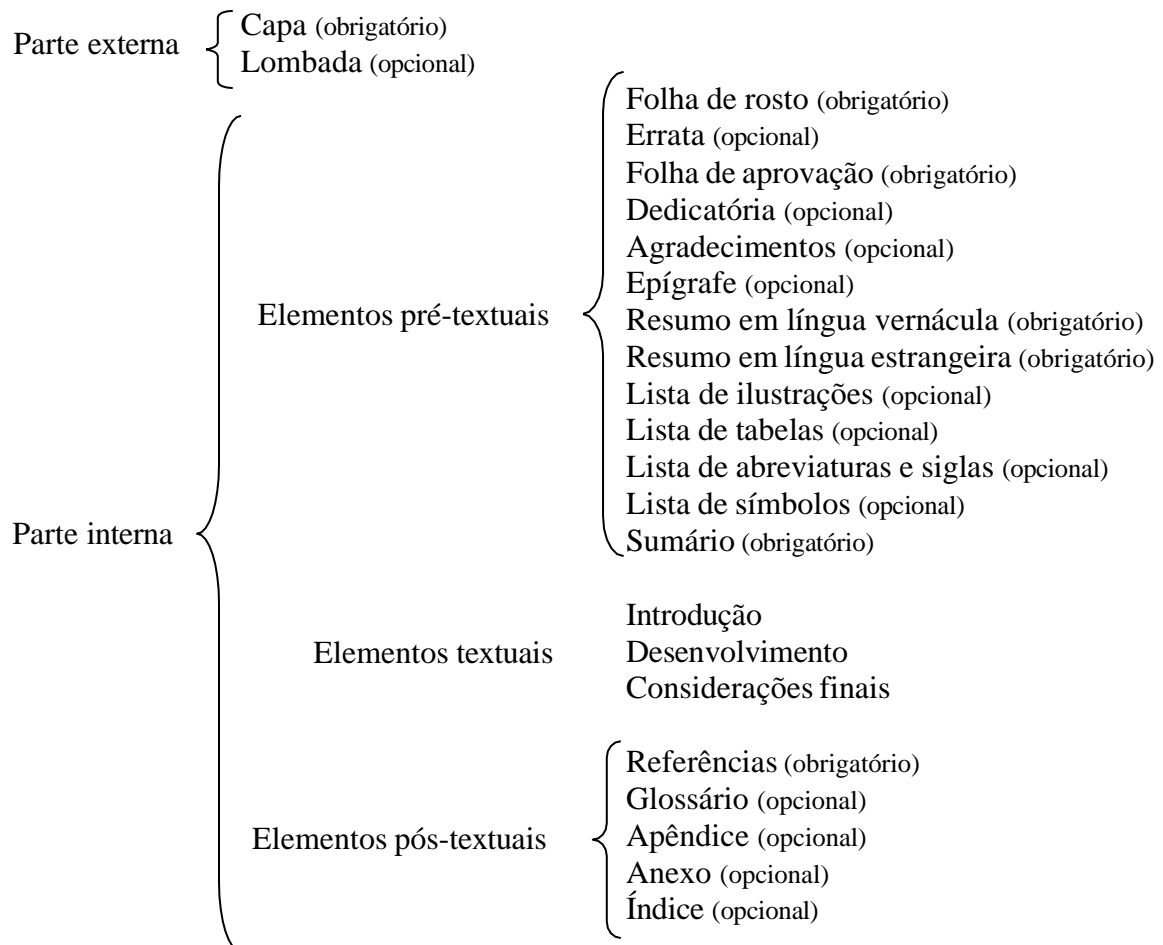 Parte externa
Capa (obrigatório)
Lombada (opcional)
Parte interna
Elementos pré-textuais
Folha de rosto (obrigatório)
Errata (opcional)
Folha de aprovação (obrigatório)
Dedicatória (opcional)
Agradecimentos (opcional)
Epígrafe (opcional)
Resumo em língua vernácula (obrigatório)
Resumo em língua estrangeira (obrigatório)
Lista de ilustrações (opcional)
Lista de tabelas (opcional)
Lista de abreviaturas e siglas (opcional)
Lista de símbolos (opcional)
Sumário (obrigatório)
Elementos textuais
Introdução
Desenvolvimento
Considerações finais
Elementos pós-textuais
Referências (obrigatório)
Glossário (opcional)
Apêndice (opcional)
Anexo (opcional)
Índice (opcional)